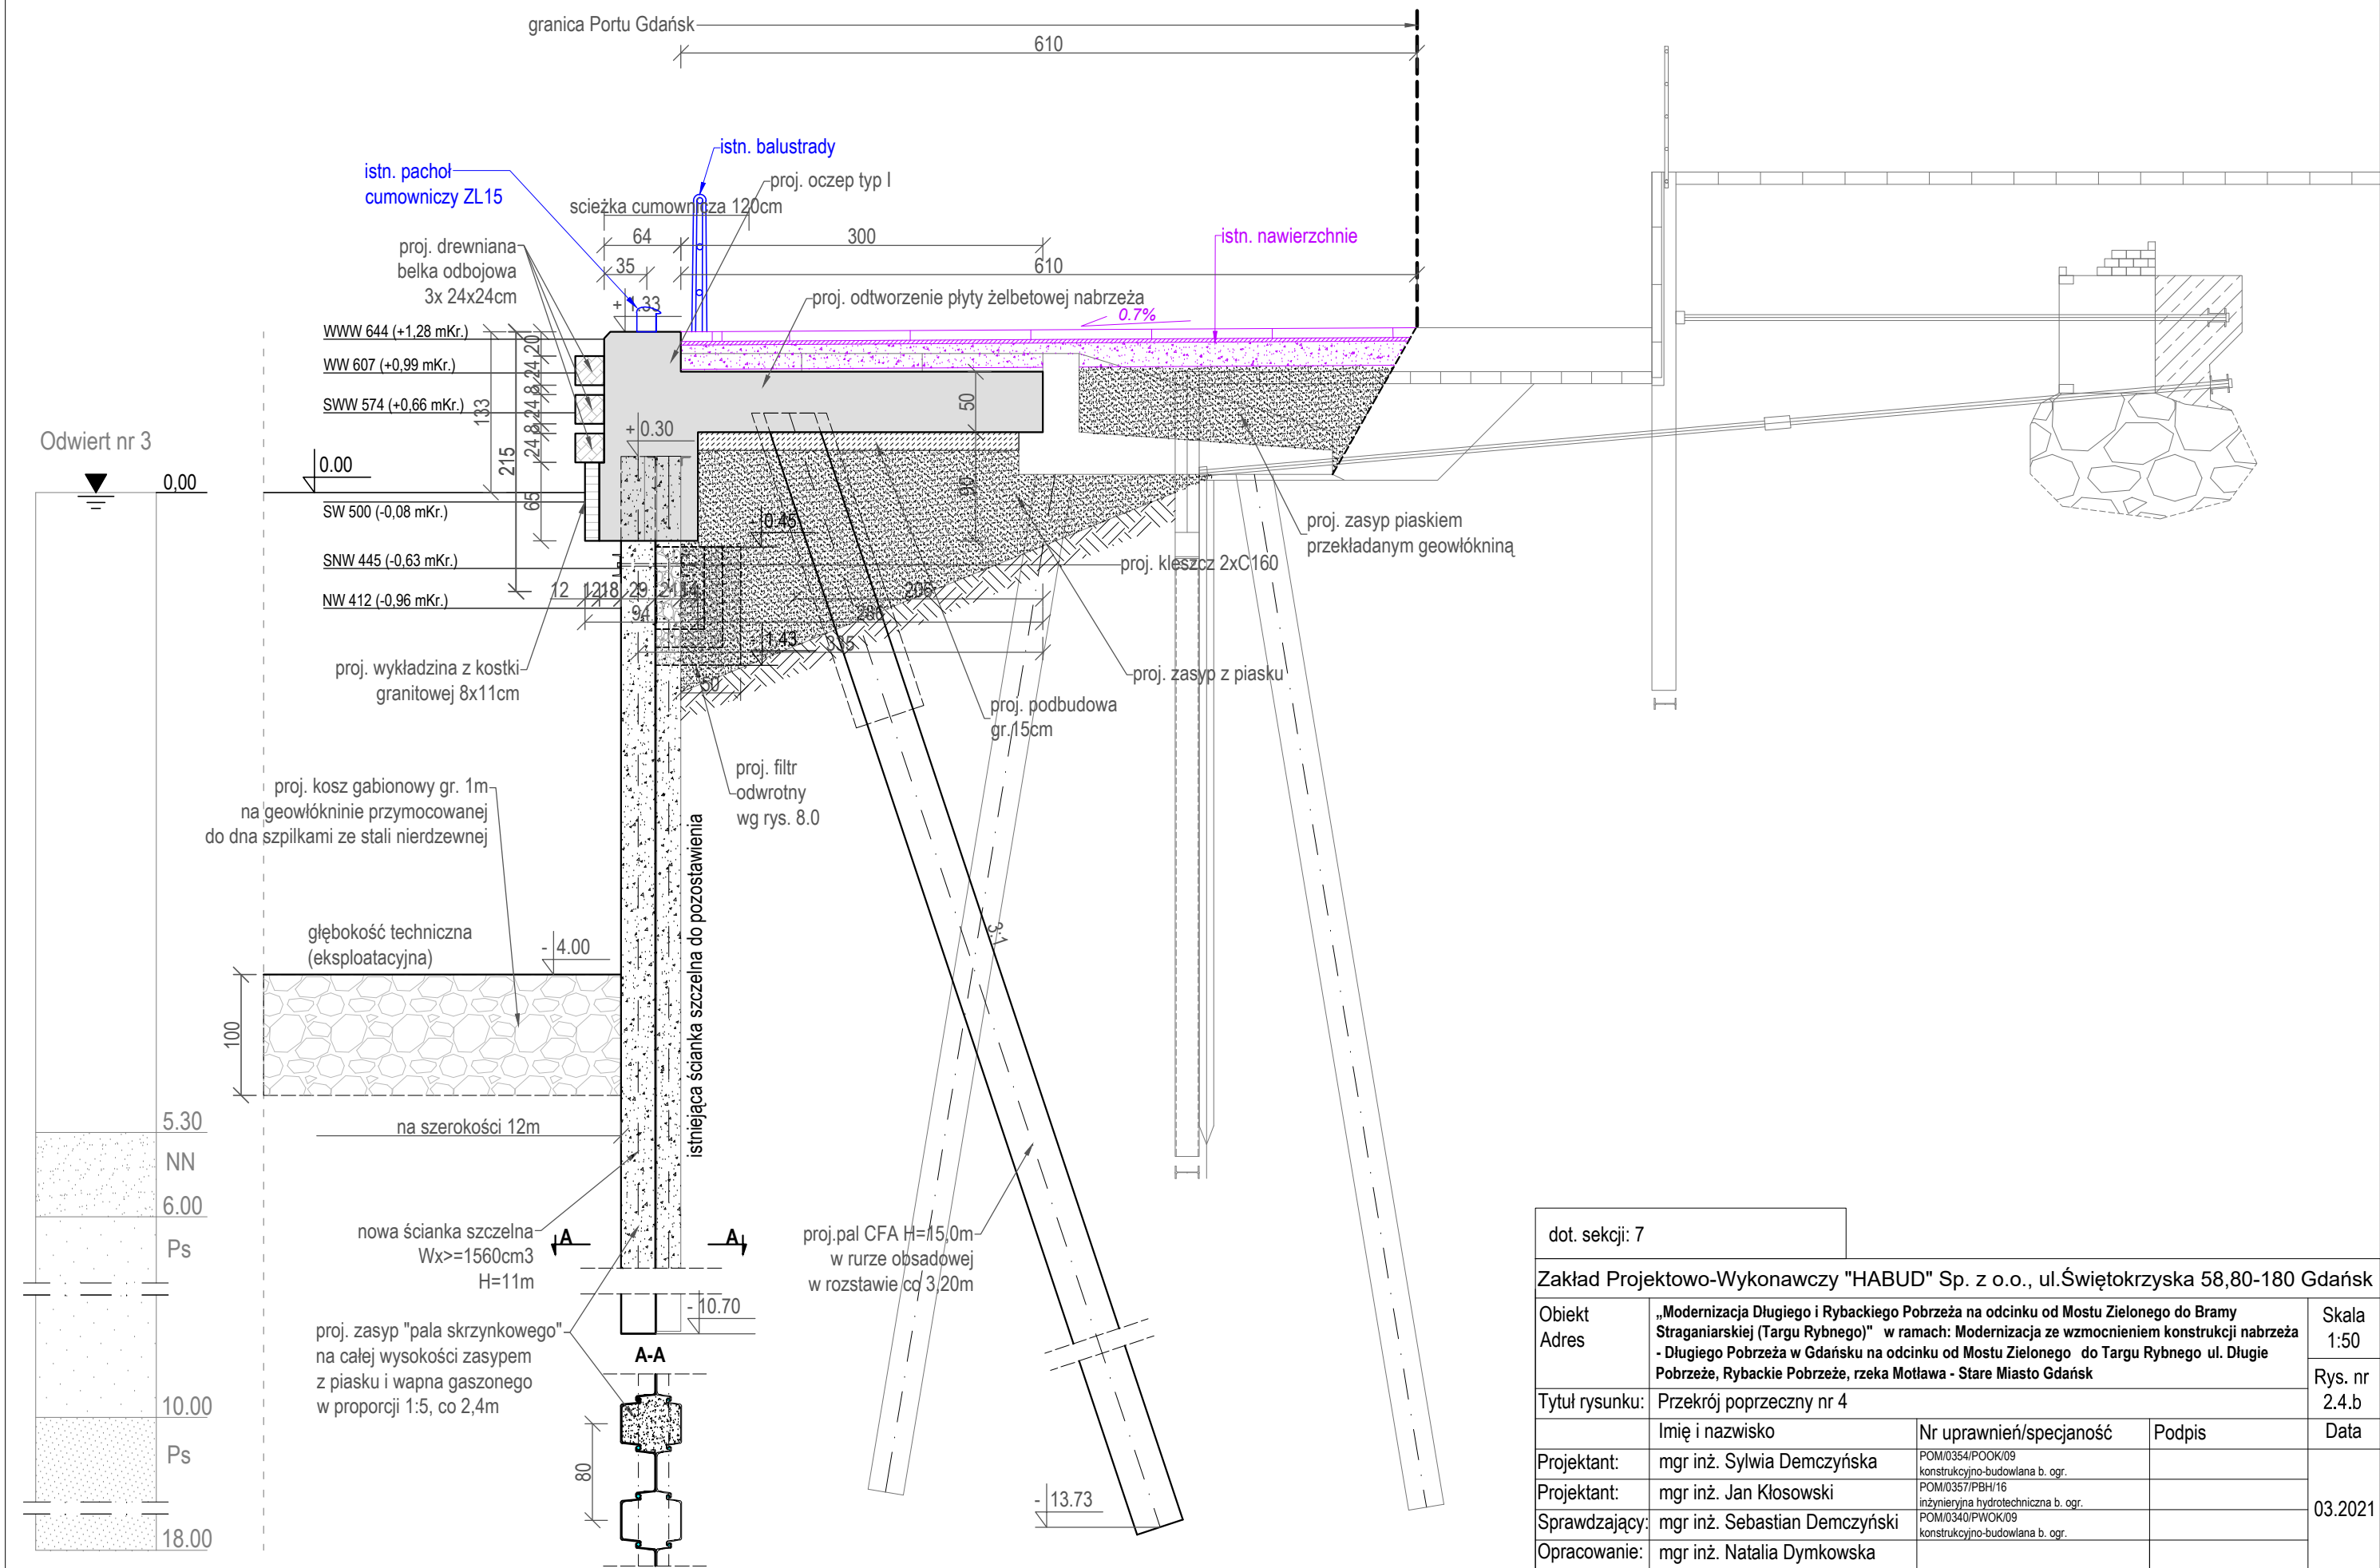 granica Portu Gdańsk
610
istn. balustrady
istn. pachoł
cumowniczy ZL15
proj. oczep typ I
scieżka cumownicza 120cm
64
300
istn. nawierzchnie
proj. drewniana
belka odbojowa
3x 24x24cm
35
610
proj. odtworzenie płyty żelbetowej nabrzeża
0.7%
WWW 644 (+1,28 mKr.)
WW 607 (+0,99 mKr.)
SWW 574 (+0,66 mKr.)
133
215
20
24
8
24
8
24
65
50
90
+ 0.30
Odwiert nr 3
0,00
0.00
SW 500 (-0,08 mKr.)
SNW 445 (-0,63 mKr.)
NW 412 (-0,96 mKr.)
- 0.45
proj. zasyp piaskiem
przekładanym geowłókniną
proj. kleszcz 2xC160
12
12
18
29
21
14
94
- 1.43
50
proj. wykładzina z kostki
granitowej 8x11cm
proj. zasyp z piasku
proj. podbudowa
gr.15cm
proj. filtr
odwrotny
wg rys. 8.0
proj. kosz gabionowy gr. 1m
na geowłókninie przymocowanej
do dna szpilkami ze stali nierdzewnej
istniejąca ścianka szczelna do pozostawienia
głębokość techniczna
(eksploatacyjna)
- 4.00
3:1
100
na szerokości 12m
5.30
NN
6.00
Ps
10.00
Ps
18.00
nowa ścianka szczelna
Wx>=1560cm3
H=11m
A
A
proj.pal CFA H=15,0m
w rurze obsadowej
w rozstawie co 3,20m
- 10.70
proj. zasyp "pala skrzynkowego"
na całej wysokości zasypem
z piasku i wapna gaszonego
w proporcji 1:5, co 2,4m
A-A
80
- 13.73
dot. sekcji: 7
Zakład Projektowo-Wykonawczy "HABUD" Sp. z o.o., ul.Świętokrzyska 58,80-180 Gdańsk
Obiekt
Adres
„Modernizacja Długiego i Rybackiego Pobrzeża na odcinku od Mostu Zielonego do Bramy
Straganiarskiej (Targu Rybnego)" w ramach: Modernizacja ze wzmocnieniem konstrukcji nabrzeża
- Długiego Pobrzeża w Gdańsku na odcinku od Mostu Zielonego do Targu Rybnego ul. Długie
Pobrzeże, Rybackie Pobrzeże, rzeka Motława - Stare Miasto Gdańsk
Skala
1:50
Rys. nr
2.4.b
Tytuł rysunku: Przekrój poprzeczny nr 4
Imię i nazwisko Nr uprawnień/specjaność Podpis Data
Projektant: mgr inż. Sylwia Demczyńska
POM/0354/POOK/09
konstrukcyjno-budowlana b. ogr.
Projektant: mgr inż. Jan Kłosowski
POM/0357/PBH/16
inżynieryjna hydrotechniczna b. ogr.
Sprawdzający: mgr inż. Sebastian Demczyński
POM/0340/PWOK/09
konstrukcyjno-budowlana b. ogr.
03.2021
Opracowanie: mgr inż. Natalia Dymkowska